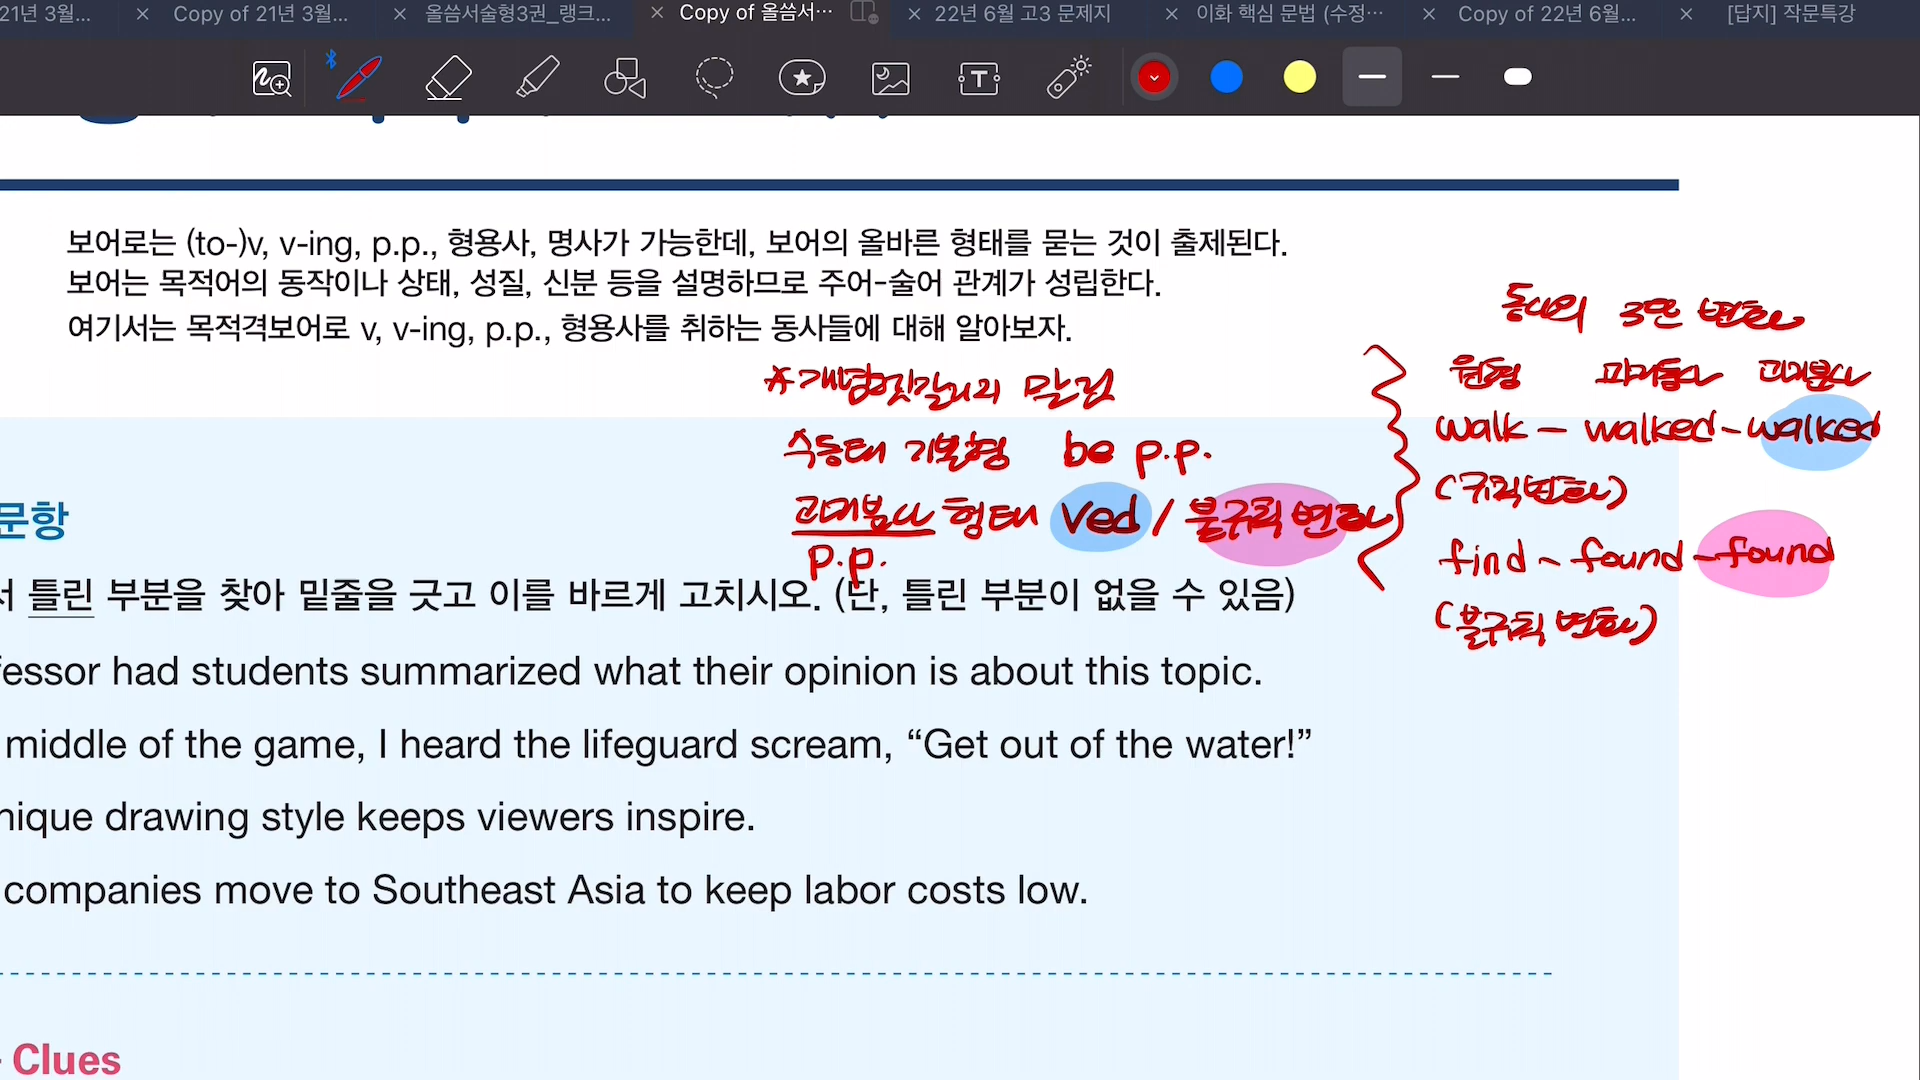 21년 3월...
Copy of 21년 3월...
올씀서술형3권_랭크...
Copy of 올씀서…
22년 6월 고3 문제지
이화 핵심 문법 (수정…
Copy of 22년 6월...
[답지] 작문특강
보어로는 (to-)v, v-ing, p.p., 형용사, 명사가 가능한데, 보어의 올바른 형태를 묻는 것이 출제된다.
보어는 목적어의 동작이나 상태, 성질, 신분 등을 설명하므로 주어-술어 관계가 성립한다.
여기서는 목적격보어로 v, v-ing, p.p., 형용사를 취하는 동사들에 대해 알아보자.
동사의 3단 변화
원형 과거동사 과거분사
walk - walked - walked
(규칙변화)
find - found - found
(불규칙 변화)
수동태 기본형 be p.p.
과거분사 형태 Ved / 불규칙 변화
p.p.
문항
서 틀린 부분을 찾아 밑줄을 긋고 이를 바르게 고치시오. (단, 틀린 부분이 없을 수 있음)
fessor had students summarized what their opinion is about this topic.
middle of the game, I heard the lifeguard scream, “Get out of the water!”
nique drawing style keeps viewers inspire.
companies move to Southeast Asia to keep labor costs low.
Clues